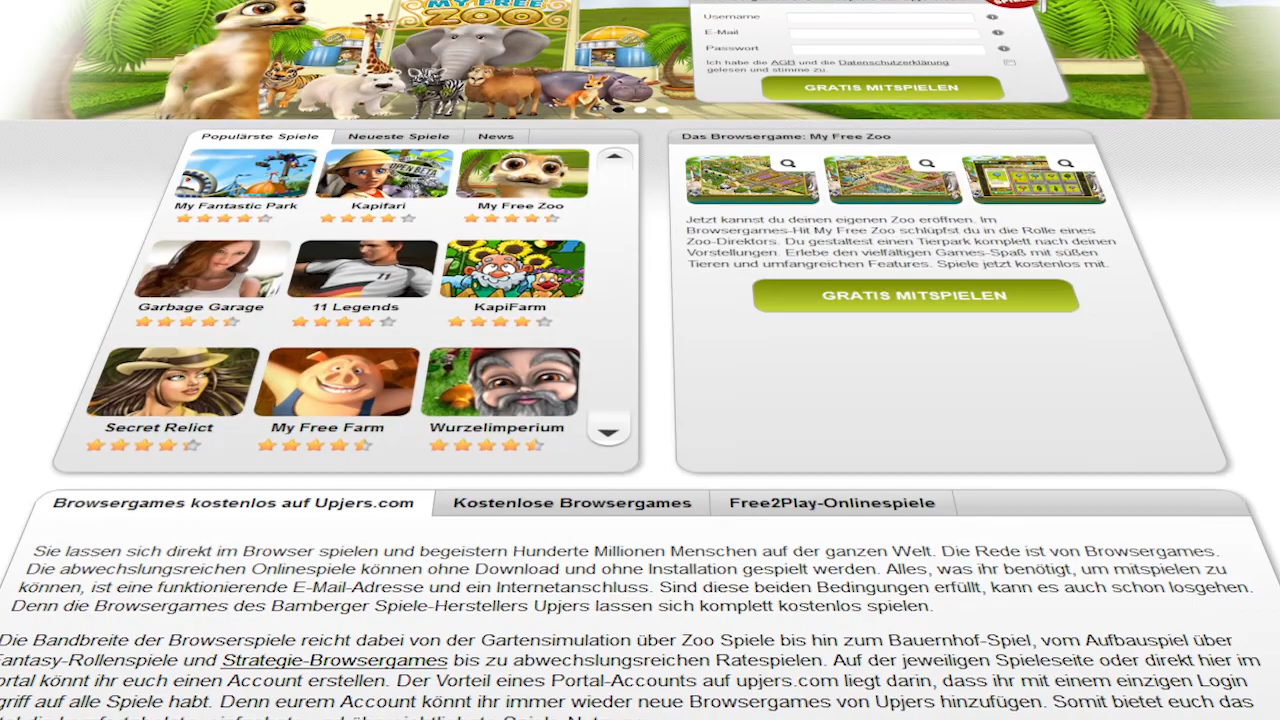 MY FREE
ZOO
Username
E-Mail
Passwort
Ich habe die AGB und die Datenschutzerklärung
gelesen und stimme zu.
GRATIS MITSPIELEN
Populärste Spiele
Neueste Spiele
News
My Fantastic Park
Kapifari
My Free Zoo
Garbage Garage
11 Legends
KapiFarm
Secret Relict
My Free Farm
Wurzelimperium
OPEN BETA
11
Das Browsergame: My Free Zoo
Jetzt kannst du deinen eigenen Zoo eröffnen. Im
Browsergames-Hit My Free Zoo schlüpfst du in die Rolle eines
Zoo-Direktors. Du gestaltest einen Tierpark komplett nach deinen
Vorstellungen. Erlebe den vielfältigen Games-Spaß mit süßen
Tieren und umfangreichen Features. Spiele jetzt kostenlos mit.
GRATIS MITSPIELEN
Browsergames kostenlos auf Upjers.com
Kostenlose Browsergames
Free2Play-Onlinespiele
Sie lassen sich direkt im Browser spielen und begeistern Hunderte Millionen Menschen auf der ganzen Welt. Die Rede ist von Browsergames.
Die abwechslungsreichen Onlinespiele können ohne Download und ohne Installation gespielt werden. Alles, was ihr benötigt, um mitspielen zu
können, ist eine funktionierende E-Mail-Adresse und ein Internetanschluss. Sind diese beiden Bedingungen erfüllt, kann es auch schon losgehen.
Denn die Browsergames des Bamberger Spiele-Herstellers Upjers lassen sich komplett kostenlos spielen.
Die Bandbreite der Browserspiele reicht dabei von der Gartensimulation über Zoo Spiele bis hin zum Bauernhof-Spiel, vom Aufbauspiel über
antasy-Rollenspiele und Strategie-Browsergames bis zu abwechslungsreichen Ratespielen. Auf der jeweiligen Spieleseite oder direkt hier im
ortal könnt ihr euch einen Account erstellen. Der Vorteil eines Portal-Accounts auf upjers.com liegt darin, dass ihr mit einem einzigen Login
griff auf alle Spiele habt. Denn eurem Account könnt ihr immer wieder neue Browsergames von Upjers hinzufügen. Somit bietet euch das